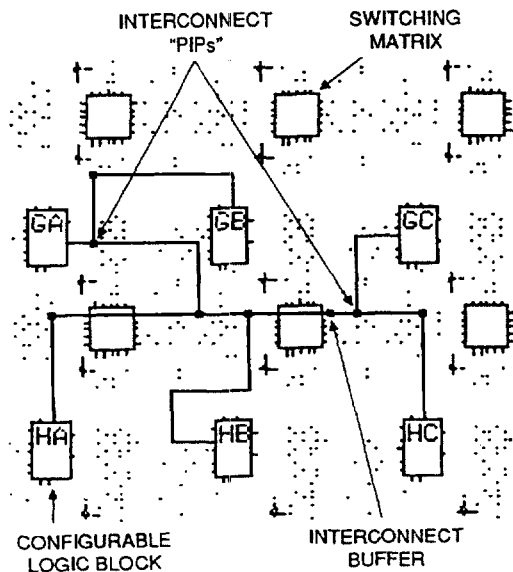 INTERCONNECT
"PIPs"
SWITCHING
MATRIX
GA
GB
GC
HA
HB
HC
CONFIGURABLE
LOGIC BLOCK
INTERCONNECT
BUFFER